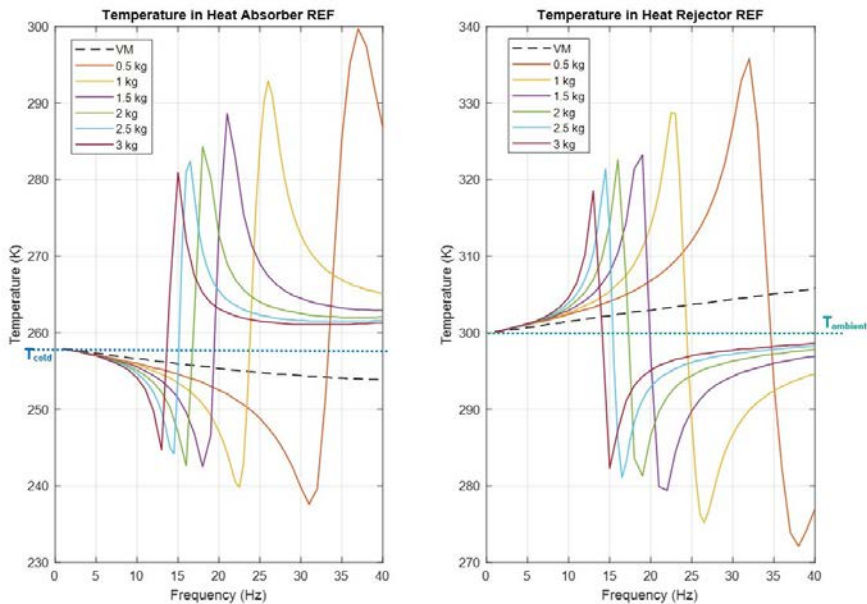 Temperature in Heat Absorber REF
300
290
280
270
260
250
240
230
Temperature (K)
VM
0.5 kg
1 kg
1.5 kg
2 kg
2.5 kg
3 kg
Tcold
0 5 10 15 20 25 30 35 40
Frequency (Hz)
Temperature in Heat Rejector REF
340
330
320
310
300
290
280
270
Temperature (K)
VM
0.5 kg
1 kg
1.5 kg
2 kg
2.5 kg
3 kg
Tambient
0 5 10 15 20 25 30 35 40
Frequency (Hz)